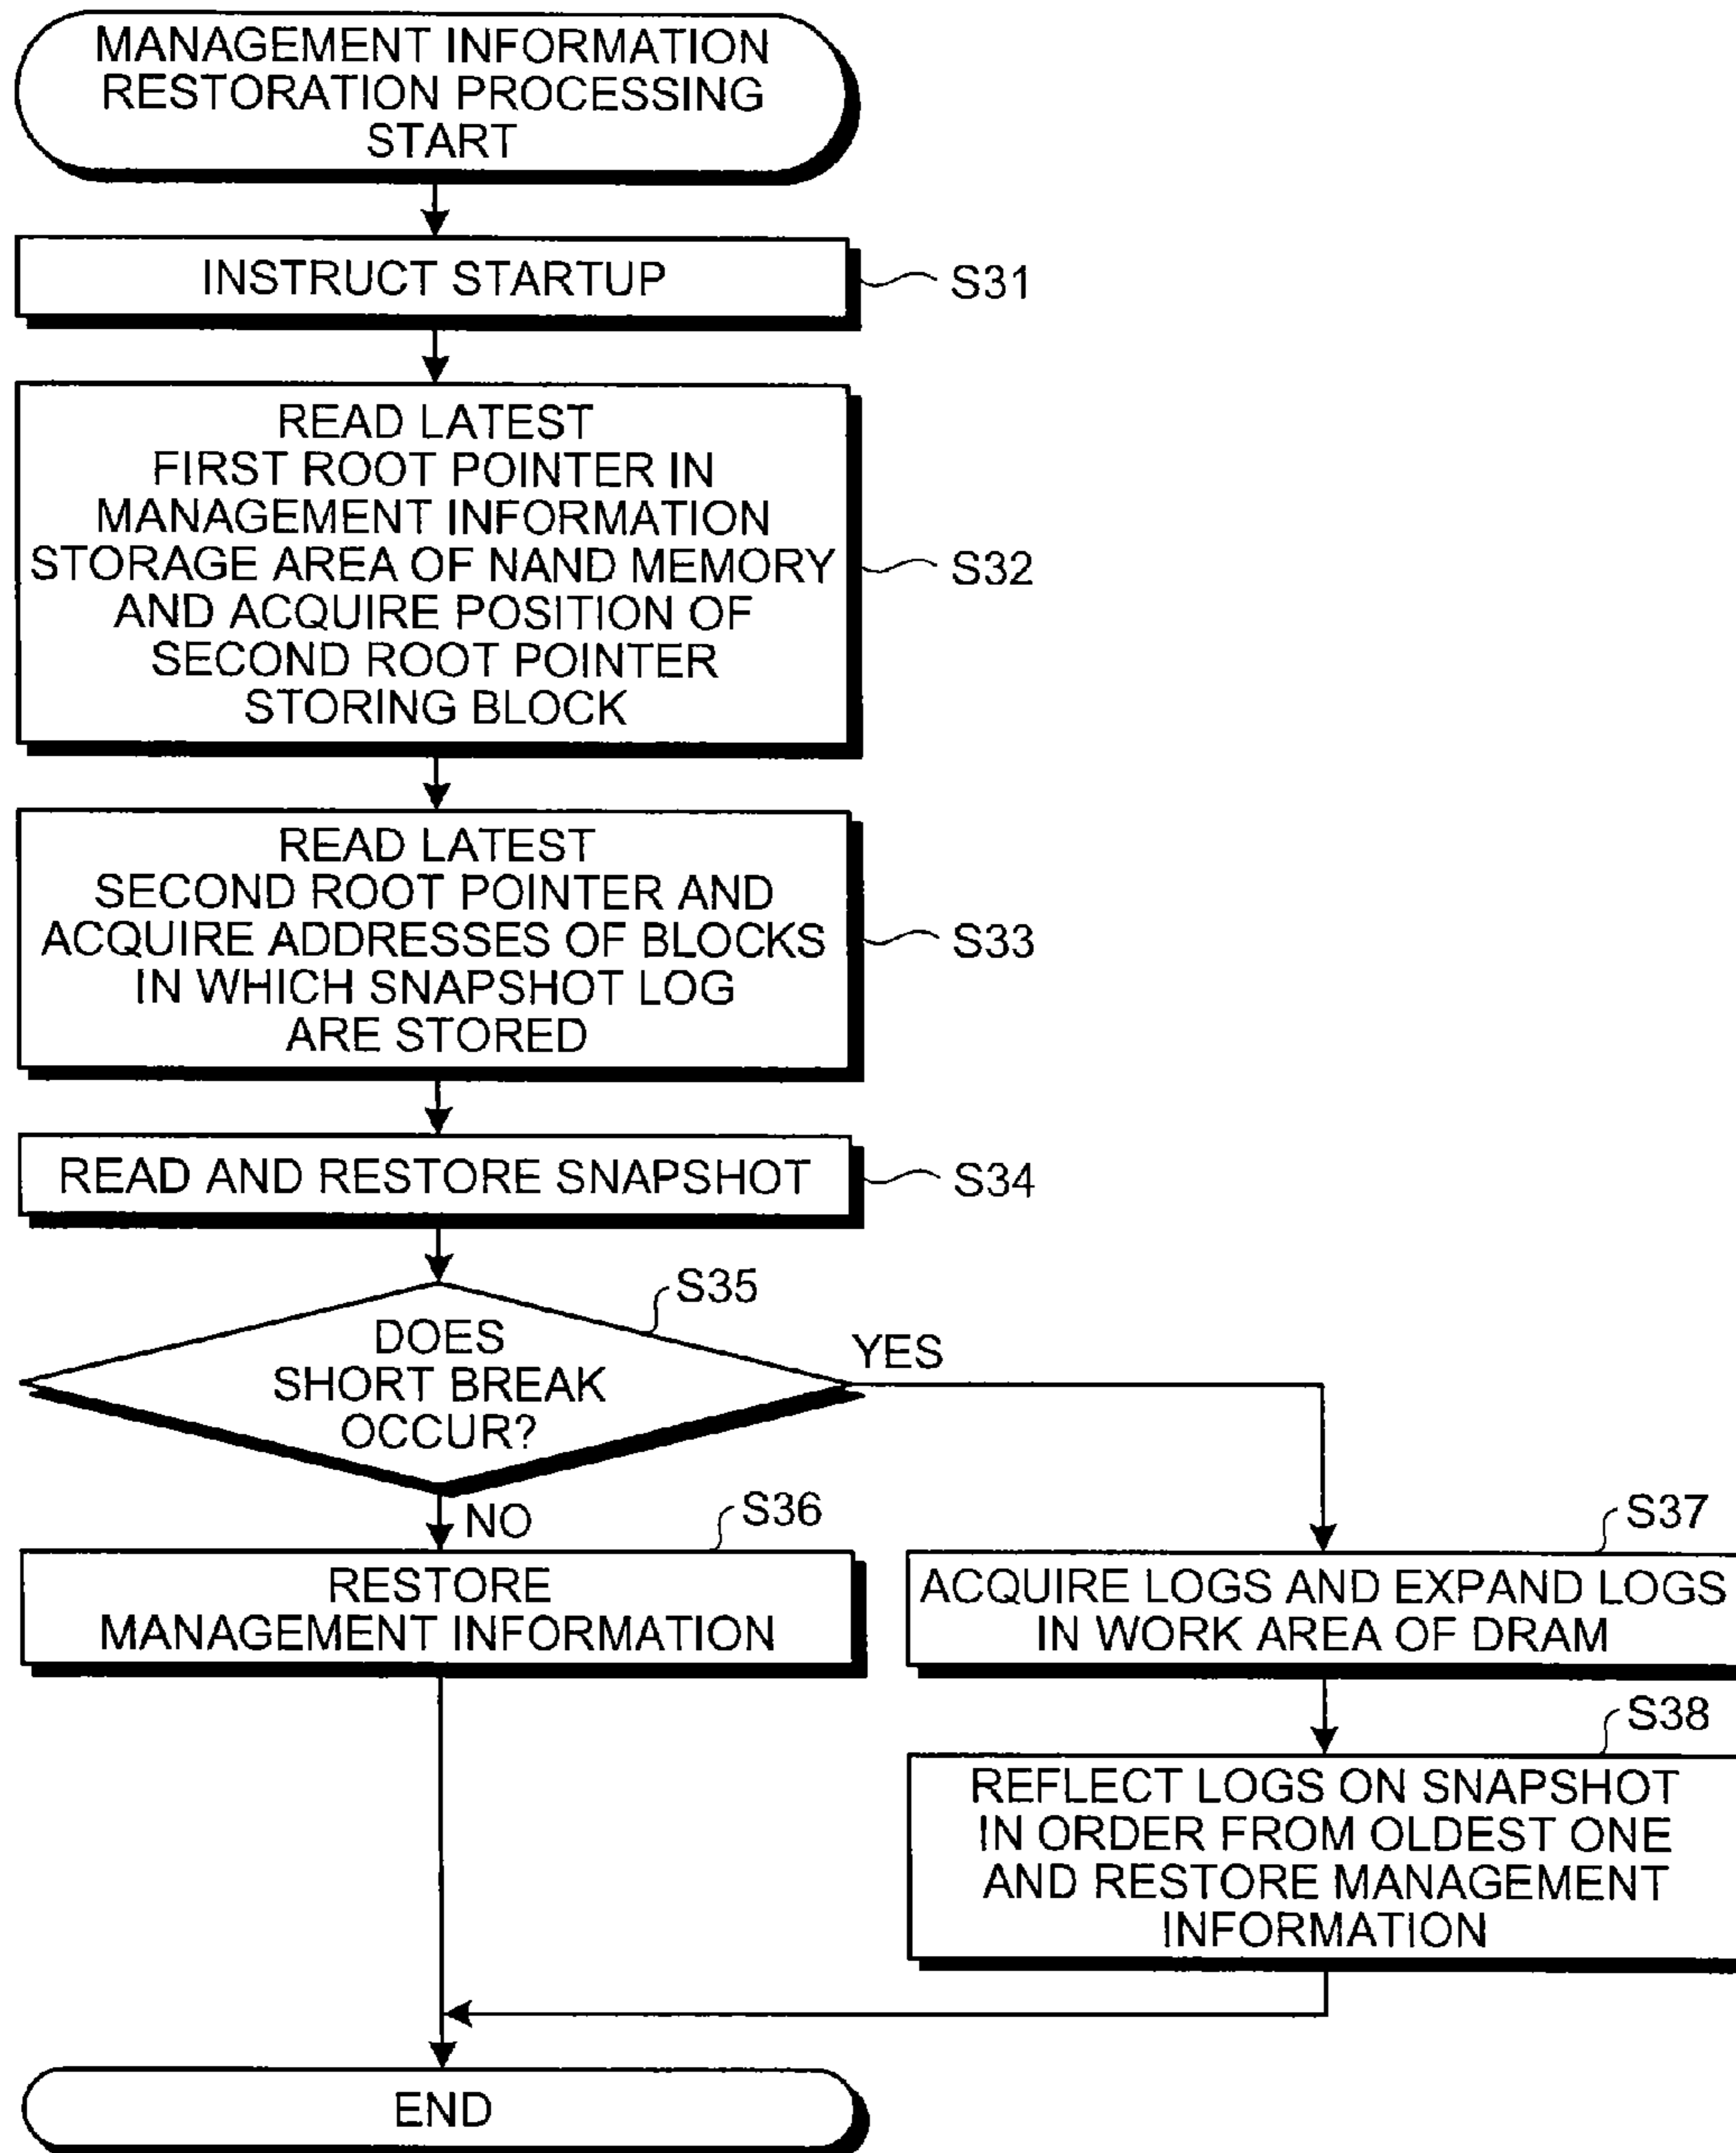 MANAGEMENT INFORMATION
RESTORATION PROCESSING
START
INSTRUCT STARTUP
S31
READ LATEST
FIRST ROOT POINTER IN
MANAGEMENT INFORMATION
STORAGE AREA OF NAND MEMORY
AND ACQUIRE POSITION OF
SECOND ROOT POINTER
STORING BLOCK
S32
READ LATEST
SECOND ROOT POINTER AND
ACQUIRE ADDRESSES OF BLOCKS
IN WHICH SNAPSHOT LOG
ARE STORED
S33
READ AND RESTORE SNAPSHOT
S34
S35
DOES
SHORT BREAK
OCCUR?
YES
NO
S36
RESTORE
MANAGEMENT INFORMATION
S37
ACQUIRE LOGS AND EXPAND LOGS
IN WORK AREA OF DRAM
S38
REFLECT LOGS ON SNAPSHOT
IN ORDER FROM OLDEST ONE
AND RESTORE MANAGEMENT
INFORMATION
END